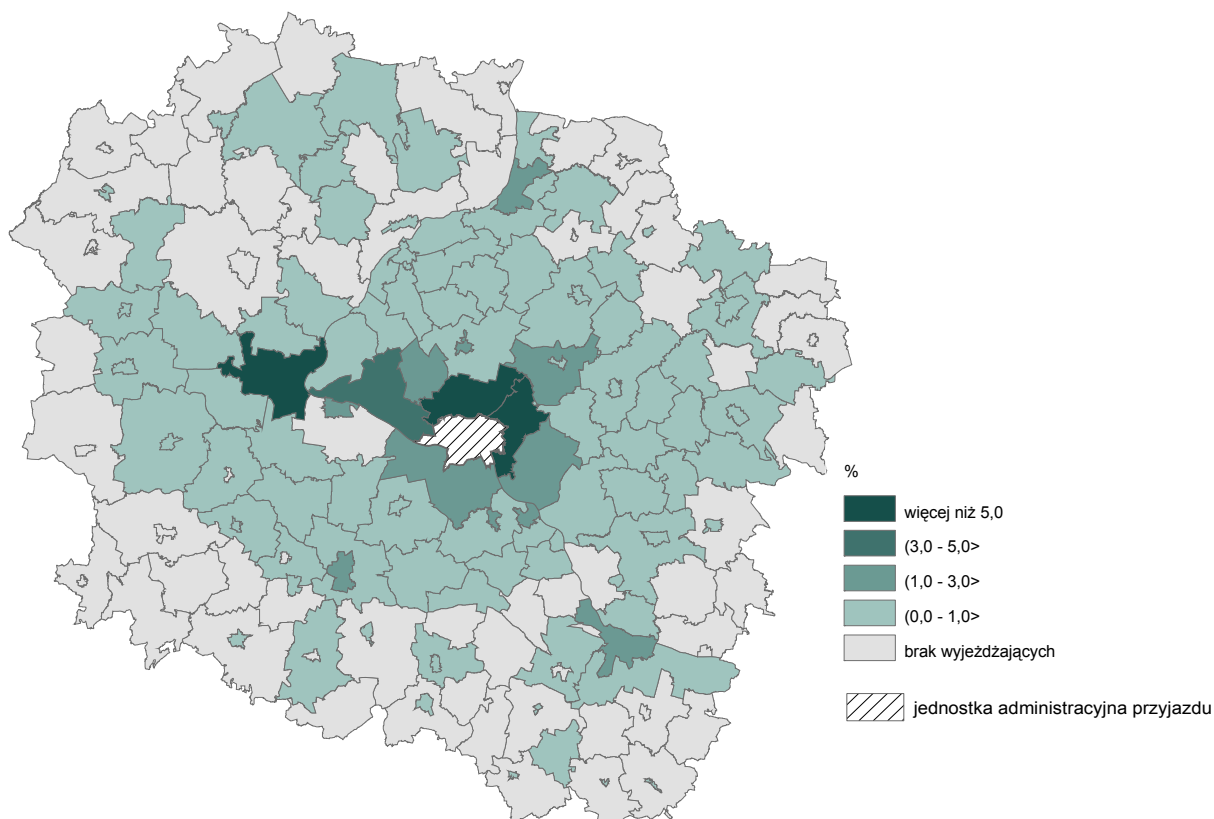 %
więcej niż 5,0
(3,0 - 5,0>
(1,0 - 3,0>
(0,0 - 1,0>
brak wyjeżdżających
jednostka administracyjna przyjazdu